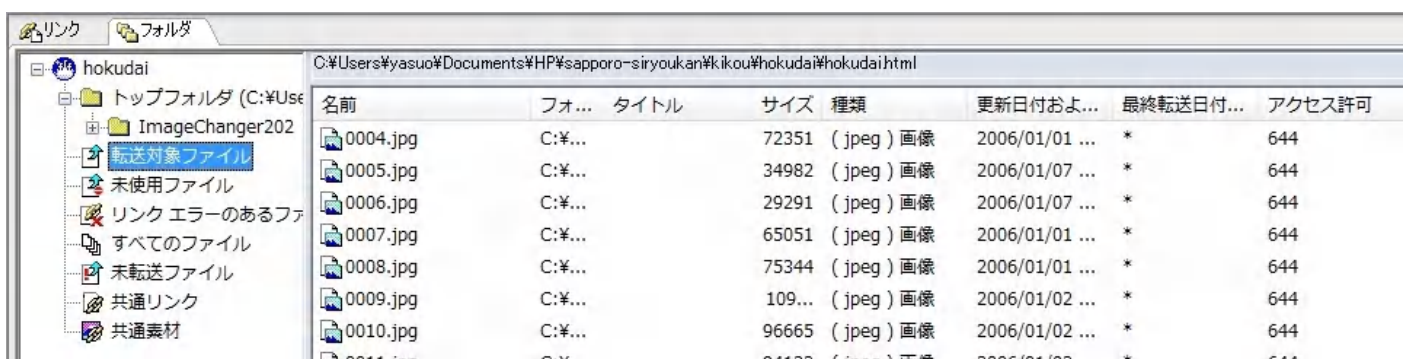 リンク フォルダ
hokudai
トップフォルダ (C:¥Use
ImageChanger202
転送対象ファイル
未使用ファイル
リンク エラーのあるファ
すべてのファイル
未転送ファイル
共通リンク
共通素材
C:¥Users¥yasuo¥Documents¥HP¥sapporo-siryoukan¥kikou¥hokudai¥hokudai.html
名前 フォ... タイトル サイズ 種類 更新日付およ... 最終転送日付... アクセス許可
0004.jpg C:¥... 72351 ( jpeg ) 画像 2006/01/01 ... * 644
0005.jpg C:¥... 34982 ( jpeg ) 画像 2006/01/07 ... * 644
0006.jpg C:¥... 29291 ( jpeg ) 画像 2006/01/07 ... * 644
0007.jpg C:¥... 65051 ( jpeg ) 画像 2006/01/01 ... * 644
0008.jpg C:¥... 75344 ( jpeg ) 画像 2006/01/01 ... * 644
0009.jpg C:¥... 109... ( jpeg ) 画像 2006/01/02 ... * 644
0010.jpg C:¥... 96665 ( jpeg ) 画像 2006/01/02 ... * 644